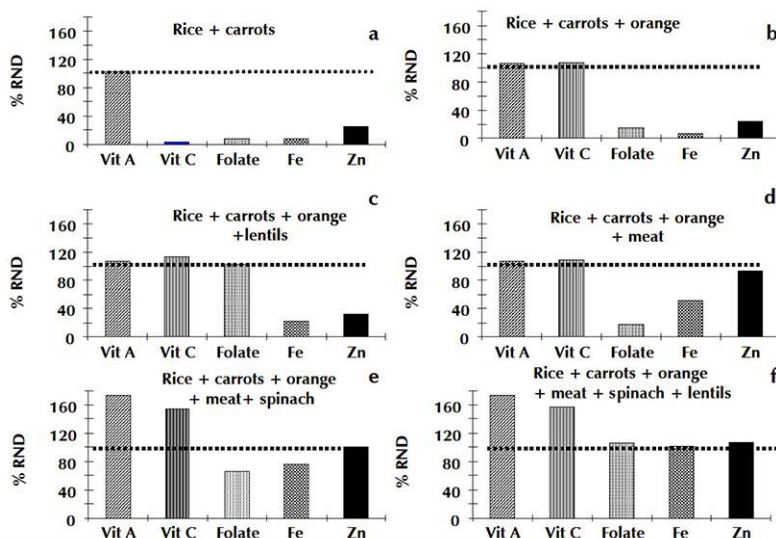 Rice + carrots
a
% RND
160
120
80
40
0
Vit A Vit C Folate Fe Zn
Rice + carrots + orange
b
% RND
160
120
80
40
0
Vit A Vit C Folate Fe Zn
Rice + carrots + orange
+lentils
c
% RND
160
120
80
40
0
Vit A Vit C Folate Fe Zn
Rice + carrots + orange
+ meat
d
% RND
160
120
80
40
0
Vit A Vit C Folate Fe Zn
Rice + carrots + orange
+ meat+ spinach
e
% RND
160
120
80
40
0
Vit A Vit C Folate Fe Zn
Rice + carrots + orange
+ meat + spinach + lentils
f
% RND
160
120
80
40
0
Vit A Vit C Folate Fe Zn